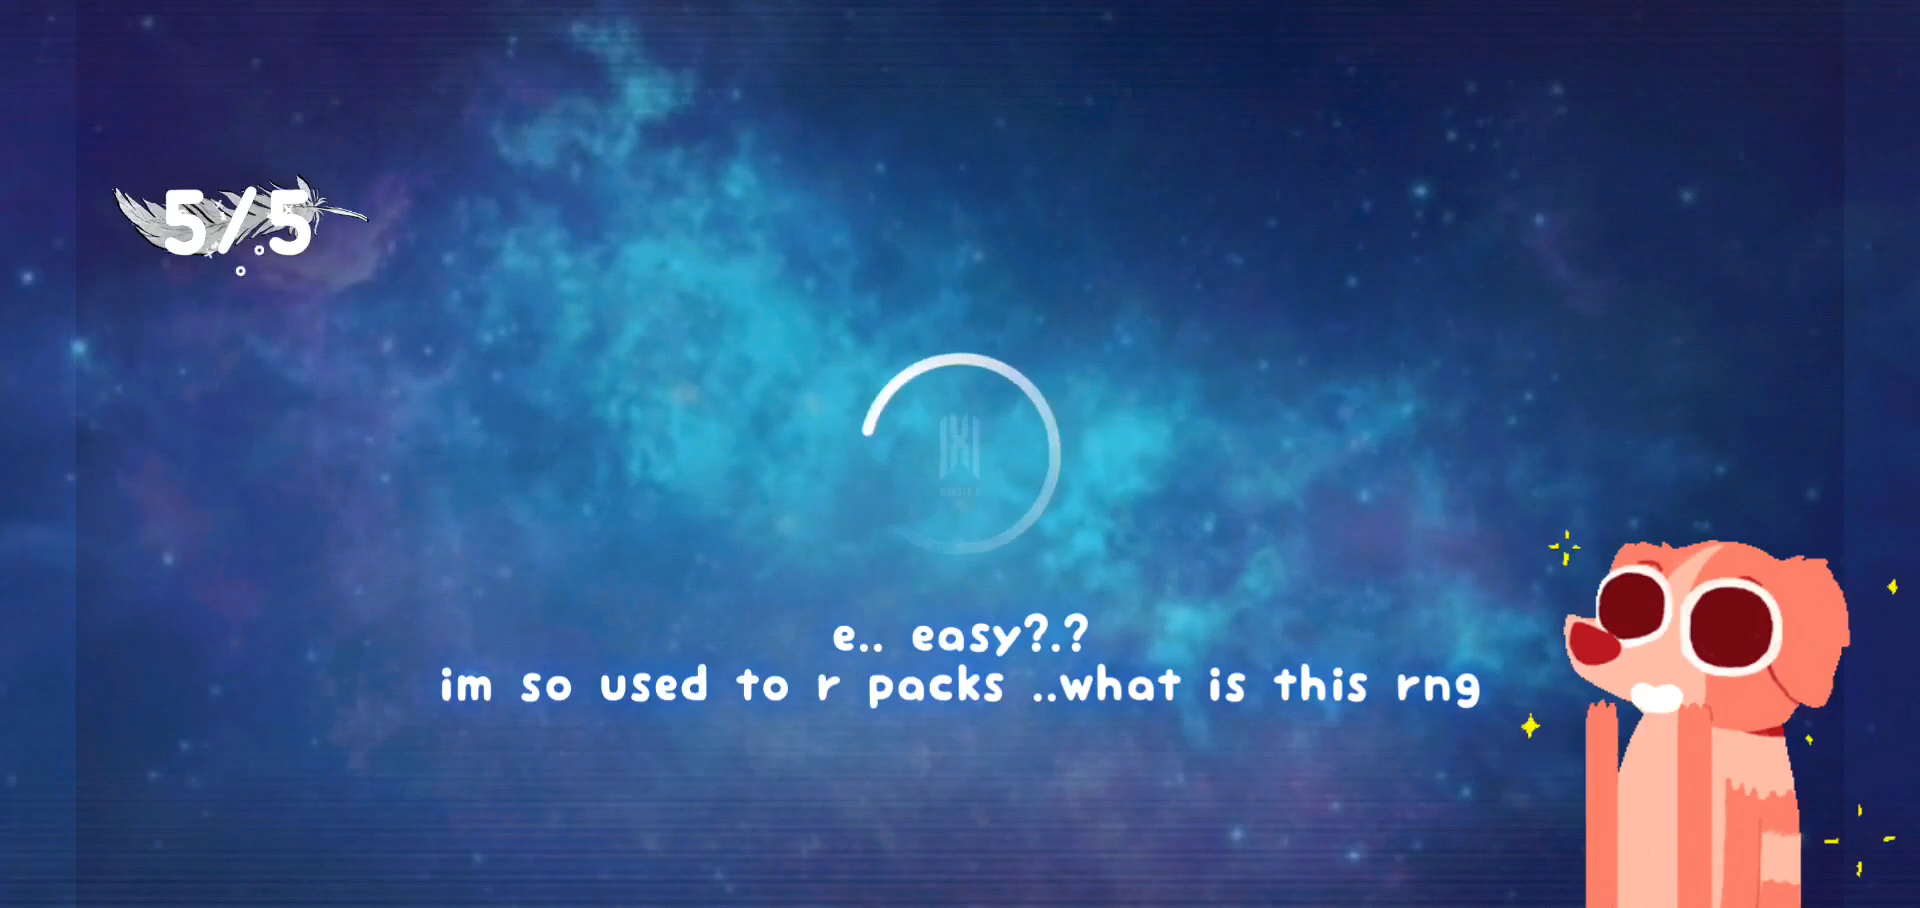 5/5
e.. easy?.?
im so used to r packs ..what is this rng